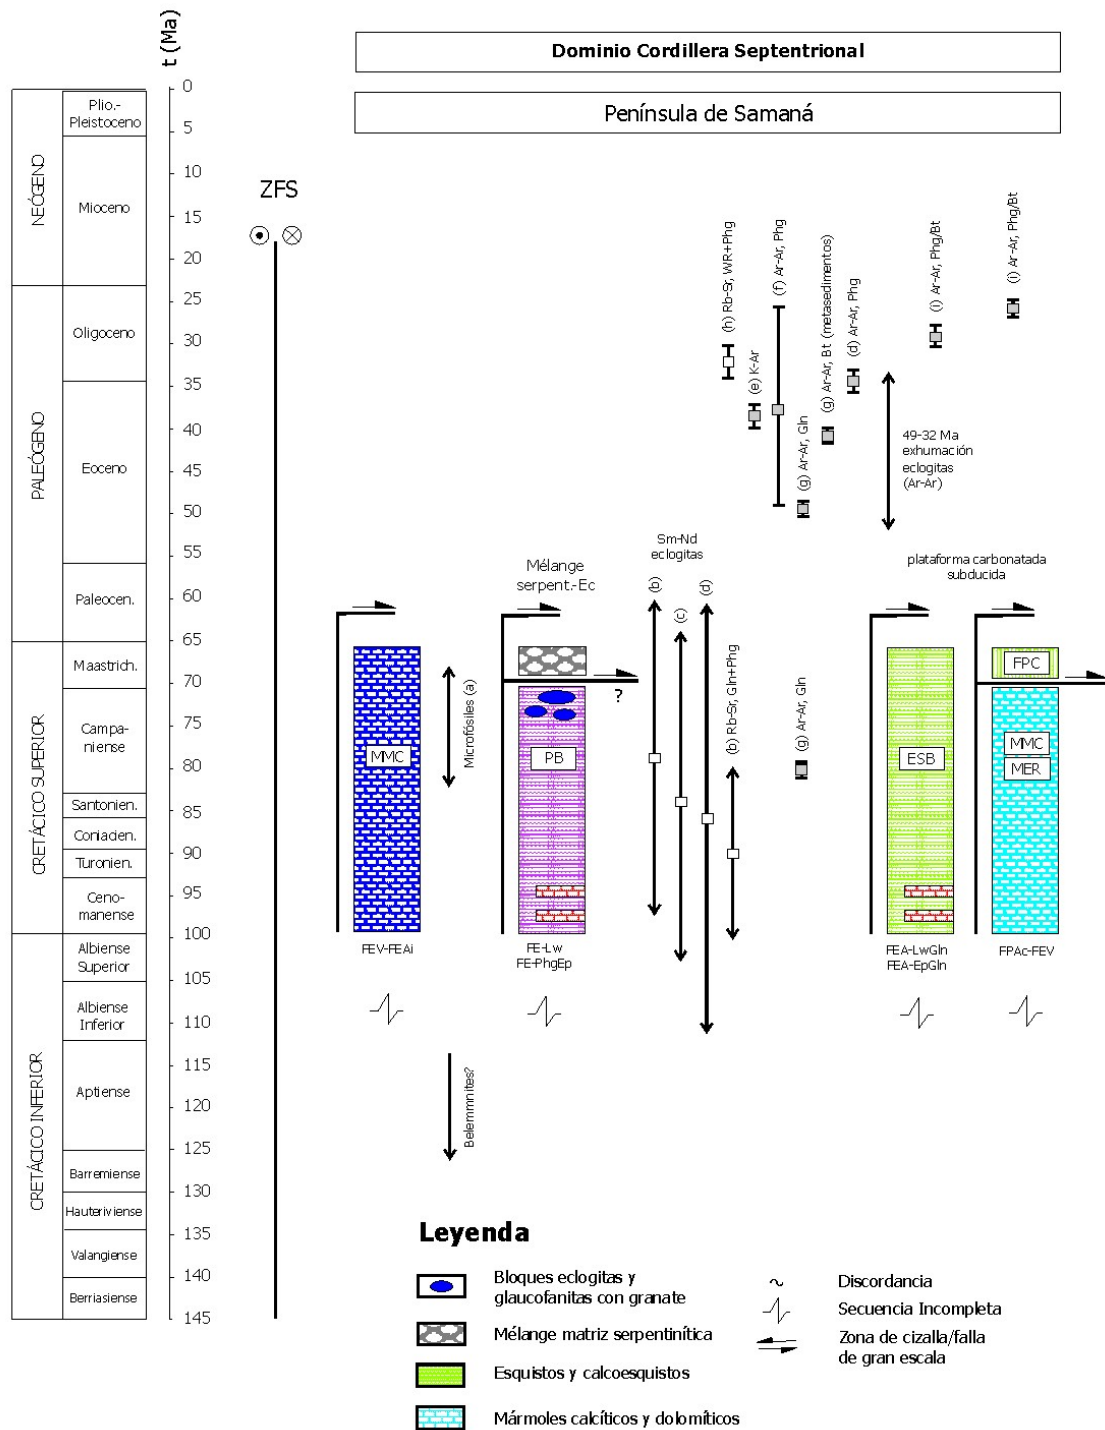 t (Ma)
Dominio Cordillera Septentrional
Península de Samaná
NEÓGENO
PALEÓGENO
CRETÁCICO SUPERIOR
CRETÁCICO INFERIOR
Plio.-
Pleistoceno
Mioceno
Oligoceno
Eoceno
Paleocen.
Maastrich.
Campa-
niense
Santonien.
Coniacien.
Turonien.
Ceno-
manense
Albiense
Superior
Albiense
Inferior
Aptiense
Barremiense
Hauteriviense
Valangiense
Berriasiense
0
5
10
15
20
25
30
35
40
45
50
55
60
65
70
75
80
85
90
95
100
105
110
115
120
125
130
135
140
145
ZFS
(h) Rb-Sr, WR+Phg
(e) K-Ar
(f) Ar-Ar, Phg
(g) Ar-Ar, Gln
(g) Ar-Ar, Bt (metasedimentos)
(d) Ar-Ar, Phg
(i) Ar-Ar, Phg/Bt
(i) Ar-Ar, Phg/Bt
49-32 Ma
exhumación
eclogitas
(Ar-Ar)
Sm-Nd
eclogitas
(b)
(c)
(d)
(b) Rb-Sr, Gln+Phg
(g) Ar-Ar, Gln
Mélange
serpent.-Ec
plataforma carbonatada
subducida
MMC
Microfósiles (a)
PB
?
ESB
FPC
MMC
MER
FEV-FEAi
FE-Lw
FE-PhgEp
FEA-LwGln
FEA-EpGln
FPAc-FEV
Belemmnites?
Leyenda
Bloques eclogitas y
glaucofanitas con granate
Mélange matriz serpentinítica
Esquistos y calcoesquistos
Mármoles calcíticos y dolomíticos
Discordancia
Secuencia Incompleta
Zona de cizalla/falla
de gran escala